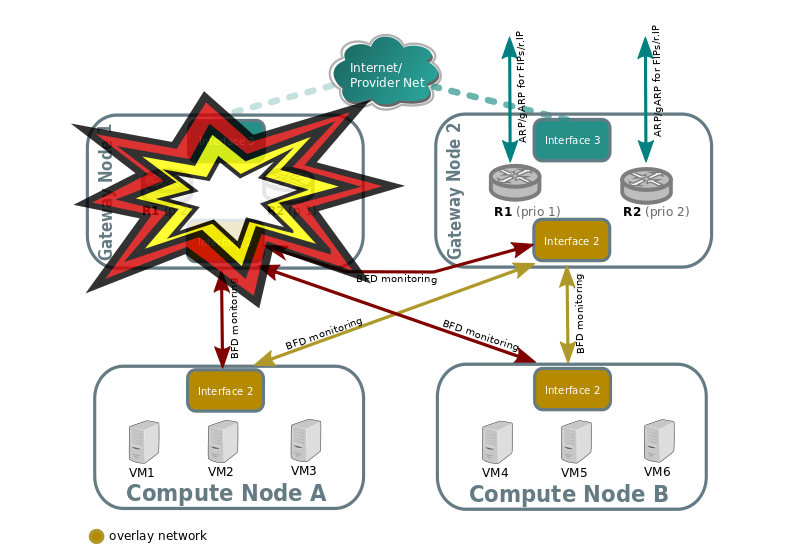 Internet/
Provider Net
ARP/gARP for FIPs/r.IP
ARP/gARP for FIPs/r.IP
Gateway Node 1
Interface 3
R1
R2
Gateway Node 2
Interface 3
R1 (prio 1)
R2 (prio 2)
Interface 2
BFD monitoring
BFD monitoring
BFD monitoring
BFD monitoring
BFD monitoring
Interface 2
VM1
VM2
VM3
Compute Node A
Interface 2
VM4
VM5
VM6
Compute Node B
overlay network